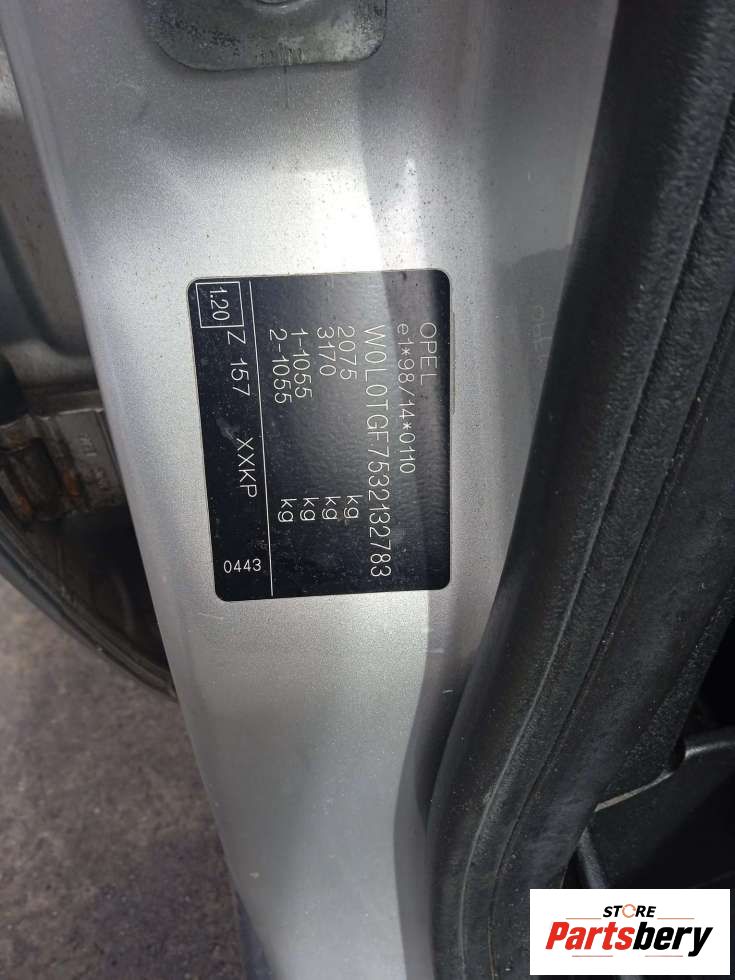 OPEL
e1*98/14*0110
W0L0TGF7532132783
2075 kg
3170 kg
1-1055 kg
2-1055 kg
1.20 Z 157 XXKP 0443
STORE
Partsbery